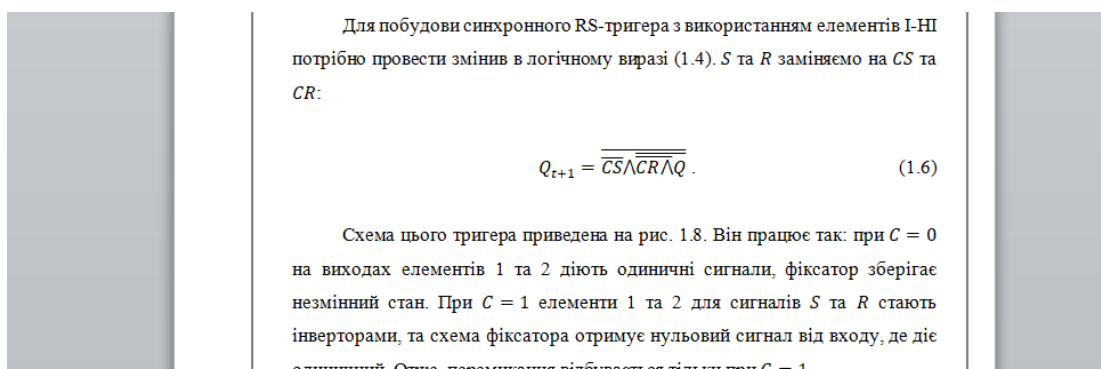 Для побудови синхронного RS-тригера з використанням елементів І-НІ
потрібно провести змінив в логічному виразі (1.4). S та R заміняємо на CS та
CR:
Q_{t+1} = \overline{\overline{CS}⋀\overline{\overline{\overline{CR}⋀Q}}} . (1.6)
Схема цього тригера приведена на рис. 1.8. Він працює так: при C = 0
на виходах елементів 1 та 2 діють одиничні сигнали, фіксатор зберігає
незмінний стан. При C = 1 елементи 1 та 2 для сигналів S та R стають
інверторами, та схема фіксатора отримує нульовий сигнал від входу, де діє